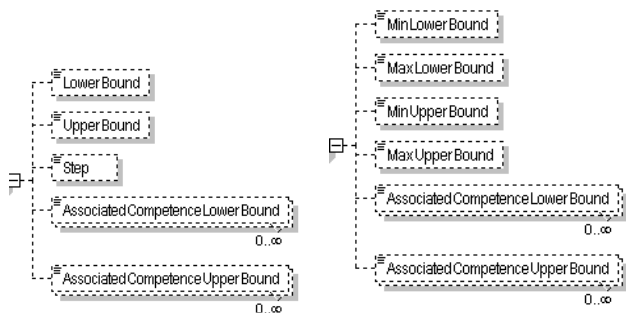 LowerBound
UpperBound
Step
AssociatedCompetenceLowerBound
0..∞
AssociatedCompetenceUpperBound
0..∞
MinLowerBound
MaxLowerBound
MinUpperBound
MaxUpperBound
AssociatedCompetenceLowerBound
0..∞
AssociatedCompetenceUpperBound
0..∞